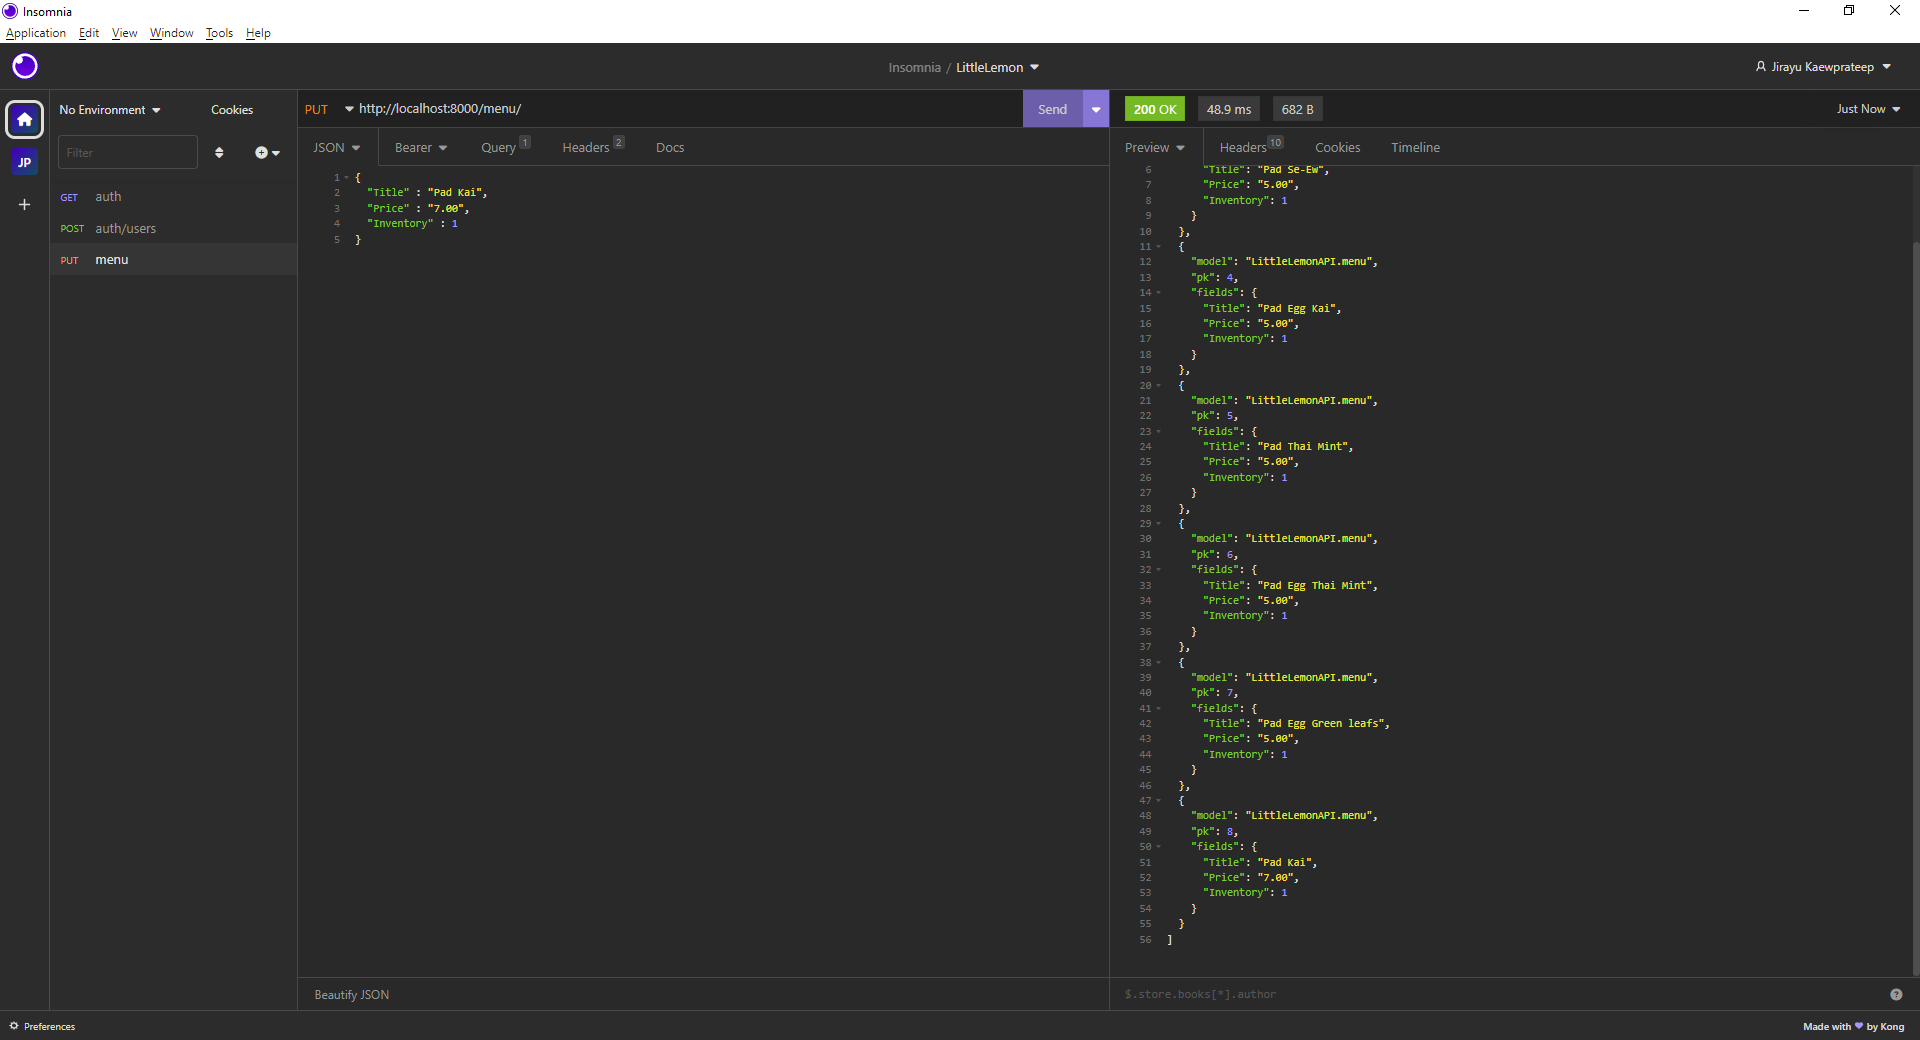 Insomnia
Application Edit View Window Tools Help
Insomnia / LittleLemon
Jirayu Kaewprateep
No Environment
Cookies
PUT http://localhost:8000/menu/
Send
200 OK
48.9 ms
682 B
Just Now
Filter
JP
JSON
Bearer
Query 1
Headers 2
Docs
Preview
Headers 10
Cookies
Timeline
GET auth
POST auth/users
PUT menu
1 {
2 "Title" : "Pad Kai",
3 "Price" : "7.00",
4 "Inventory" : 1
5 }
6 "Title": "Pad Se-Ew",
7 "Price": "5.00",
8 "Inventory": 1
9 }
10 },
11 {
12 "model": "LittleLemonAPI.menu",
13 "pk": 4,
14 "fields": {
15 "Title": "Pad Egg Kai",
16 "Price": "5.00",
17 "Inventory": 1
18 }
19 },
20 {
21 "model": "LittleLemonAPI.menu",
22 "pk": 5,
23 "fields": {
24 "Title": "Pad Thai Mint",
25 "Price": "5.00",
26 "Inventory": 1
27 }
28 },
29 {
30 "model": "LittleLemonAPI.menu",
31 "pk": 6,
32 "fields": {
33 "Title": "Pad Egg Thai Mint",
34 "Price": "5.00",
35 "Inventory": 1
36 }
37 },
38 {
39 "model": "LittleLemonAPI.menu",
40 "pk": 7,
41 "fields": {
42 "Title": "Pad Egg Green leafs",
43 "Price": "5.00",
44 "Inventory": 1
45 }
46 },
47 {
48 "model": "LittleLemonAPI.menu",
49 "pk": 8,
50 "fields": {
51 "Title": "Pad Kai",
52 "Price": "7.00",
53 "Inventory": 1
54 }
55 }
56 ]
Beautify JSON
$.store.books[*].author
Preferences
Made with 💜 by Kong